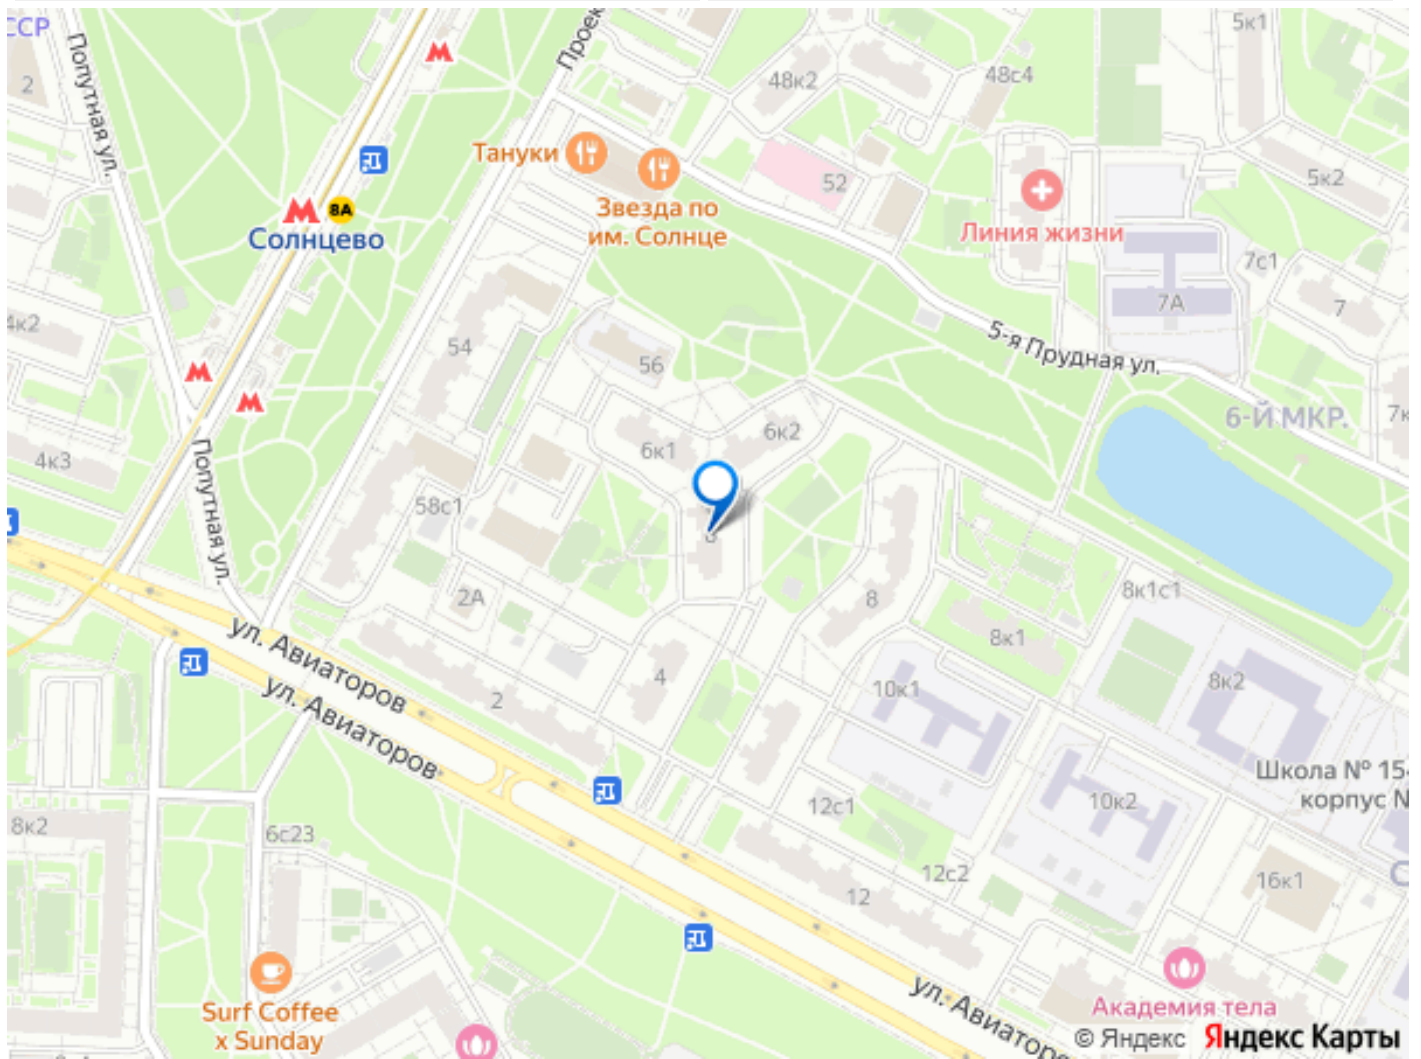 ССР
2
Попутная ул.
Проек
5к1
48к2
48с4
Тануки
52
5к2
8А
Солнцево
Звезда по
им. Солнце
Линия жизни
7с1
7А
7
4к2
54
5-я Прудная ул.
56
6-Й МКР.
7к
6к1
6к2
4к3
Попутная ул.
58с1
2А
8
8к1с1
8к1
ул. Авиаторов
4
10к1
8к2
ул. Авиаторов
2
Школа № 15
корпус N
12с1
10к2
8к2
6с23
12с2
16к1
С
12
Surf Coffee
x Sunday
Академия тела
ул. Авиаторо
© Яндекс Яндекс Карты